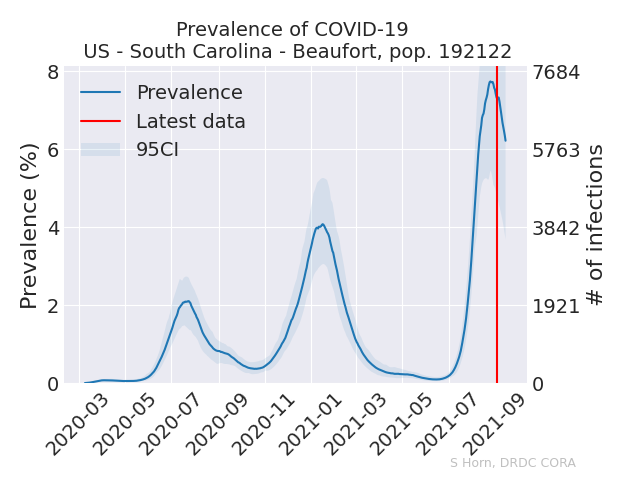 Prevalence of COVID-19
US - South Carolina - Beaufort, pop. 192122
Prevalence
Latest data
95CI
Prevalence (%)
8
6
4
2
0
7684
5763
3842
1921
0
# of infections
2020-03
2020-05
2020-07
2020-09
2020-11
2021-01
2021-03
2021-05
2021-07
2021-09
S Horn, DRDC CORA